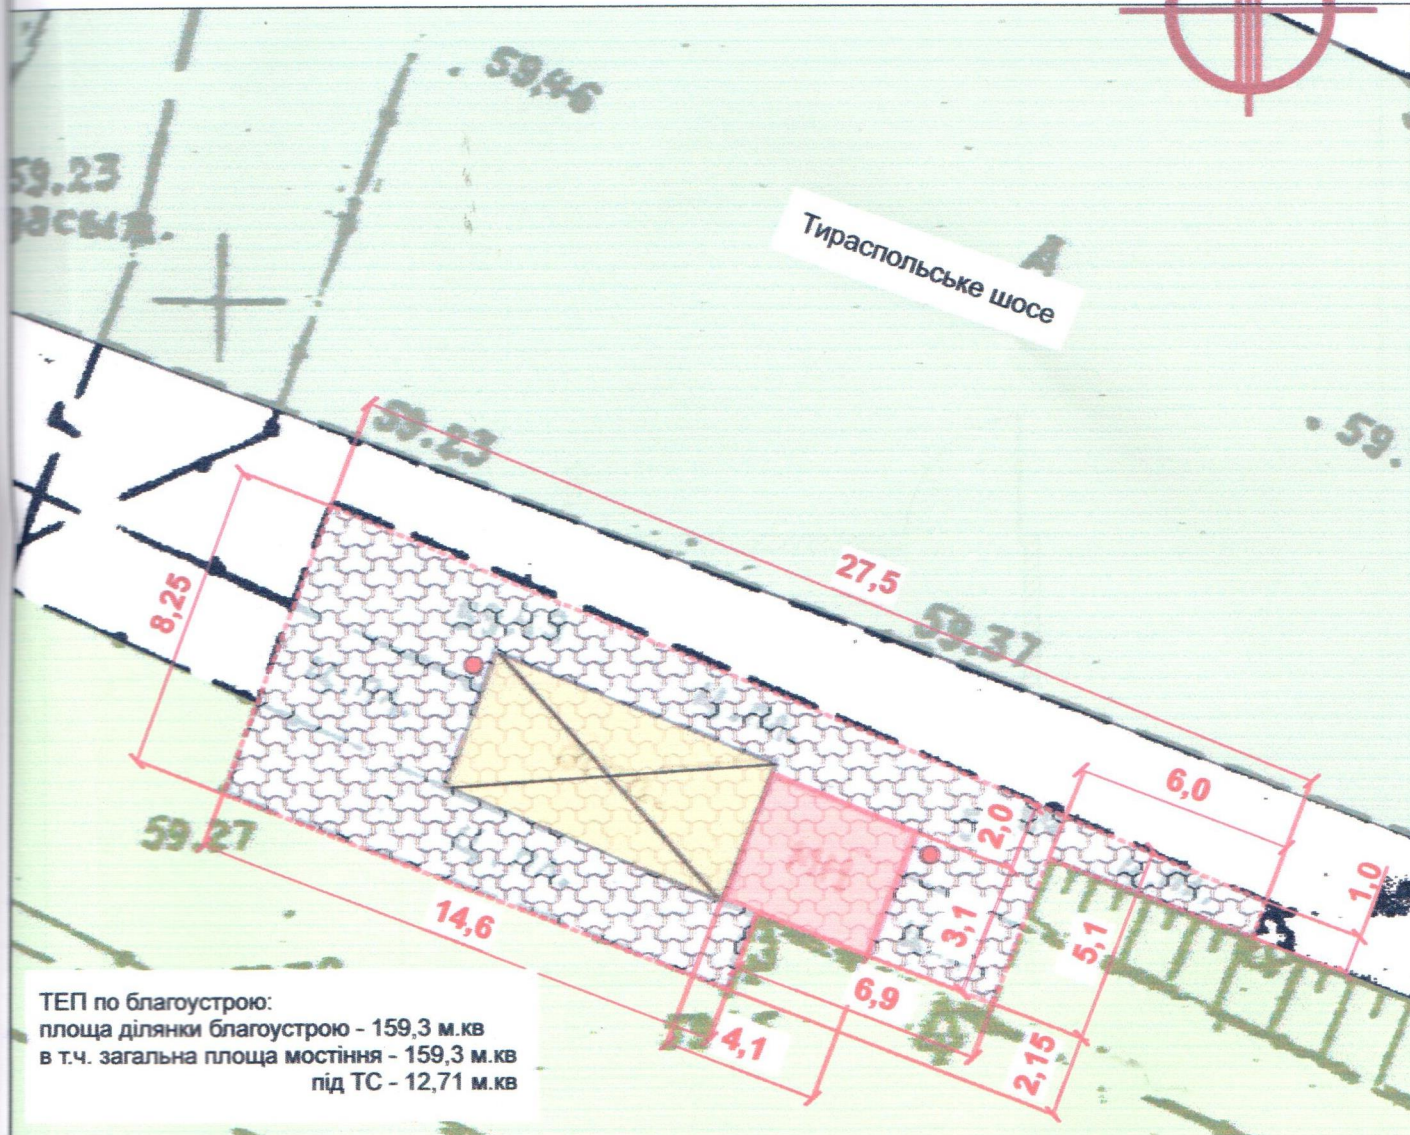 59,46
59.23
засып.
Тираспольське шосе
А
59.
59.23
27,5
8,25
59.37
6,0
2,0
1,0
59.27
14,6
3,1
5,1
6,9
4,1
2,15
ТЕП по благоустрою:
площа ділянки благоустрою - 159,3 м.кв
в т.ч. загальна площа мостіння - 159,3 м.кв
під ТС - 12,71 м.кв